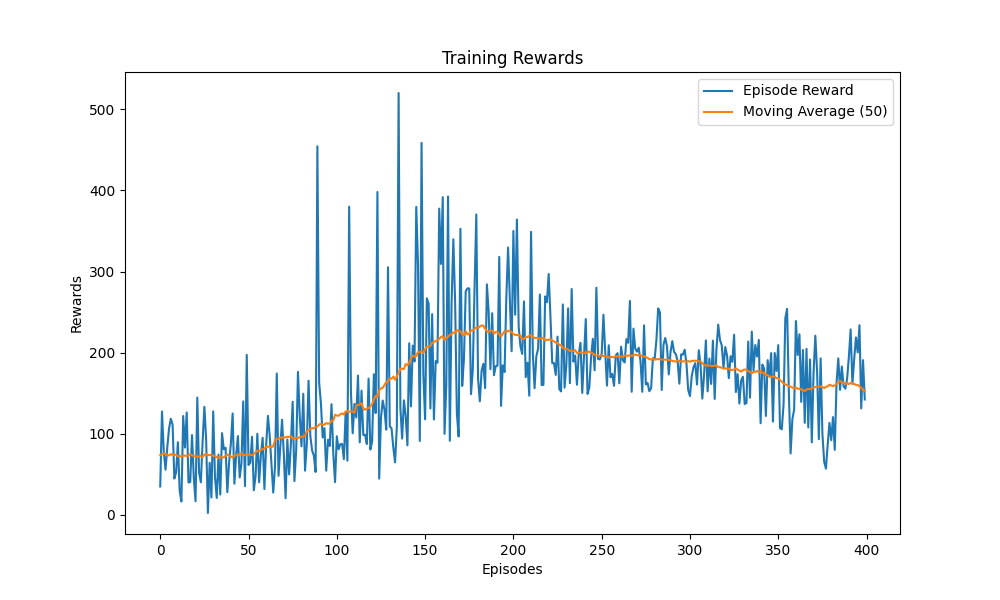 Training Rewards
Episode Reward
Moving Average (50)
500
400
300
200
100
0
Rewards
0 50 100 150 200 250 300 350 400
Episodes